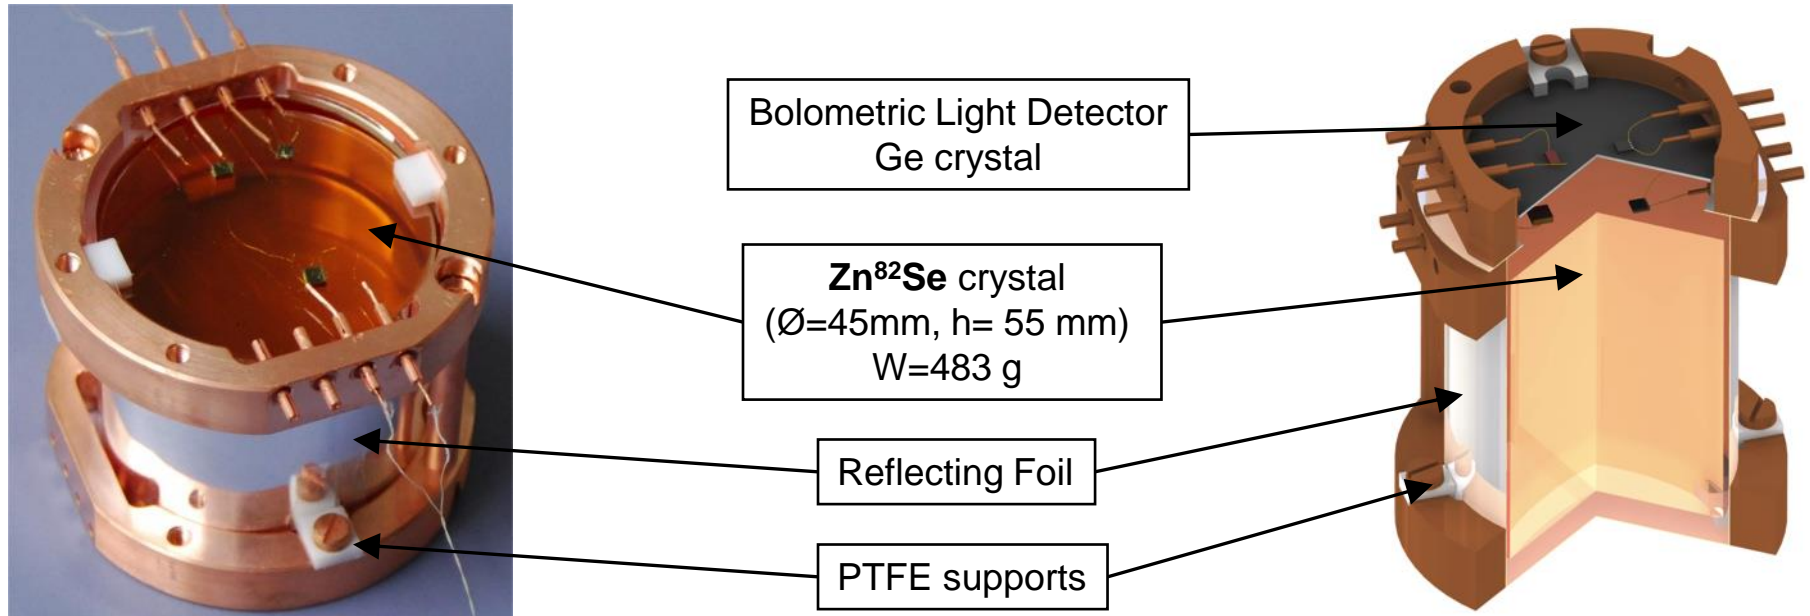 Bolometric Light Detector
Ge crystal
Zn⁸²Se crystal
(Ø=45mm, h= 55 mm)
W=483 g
Reflecting Foil
PTFE supports